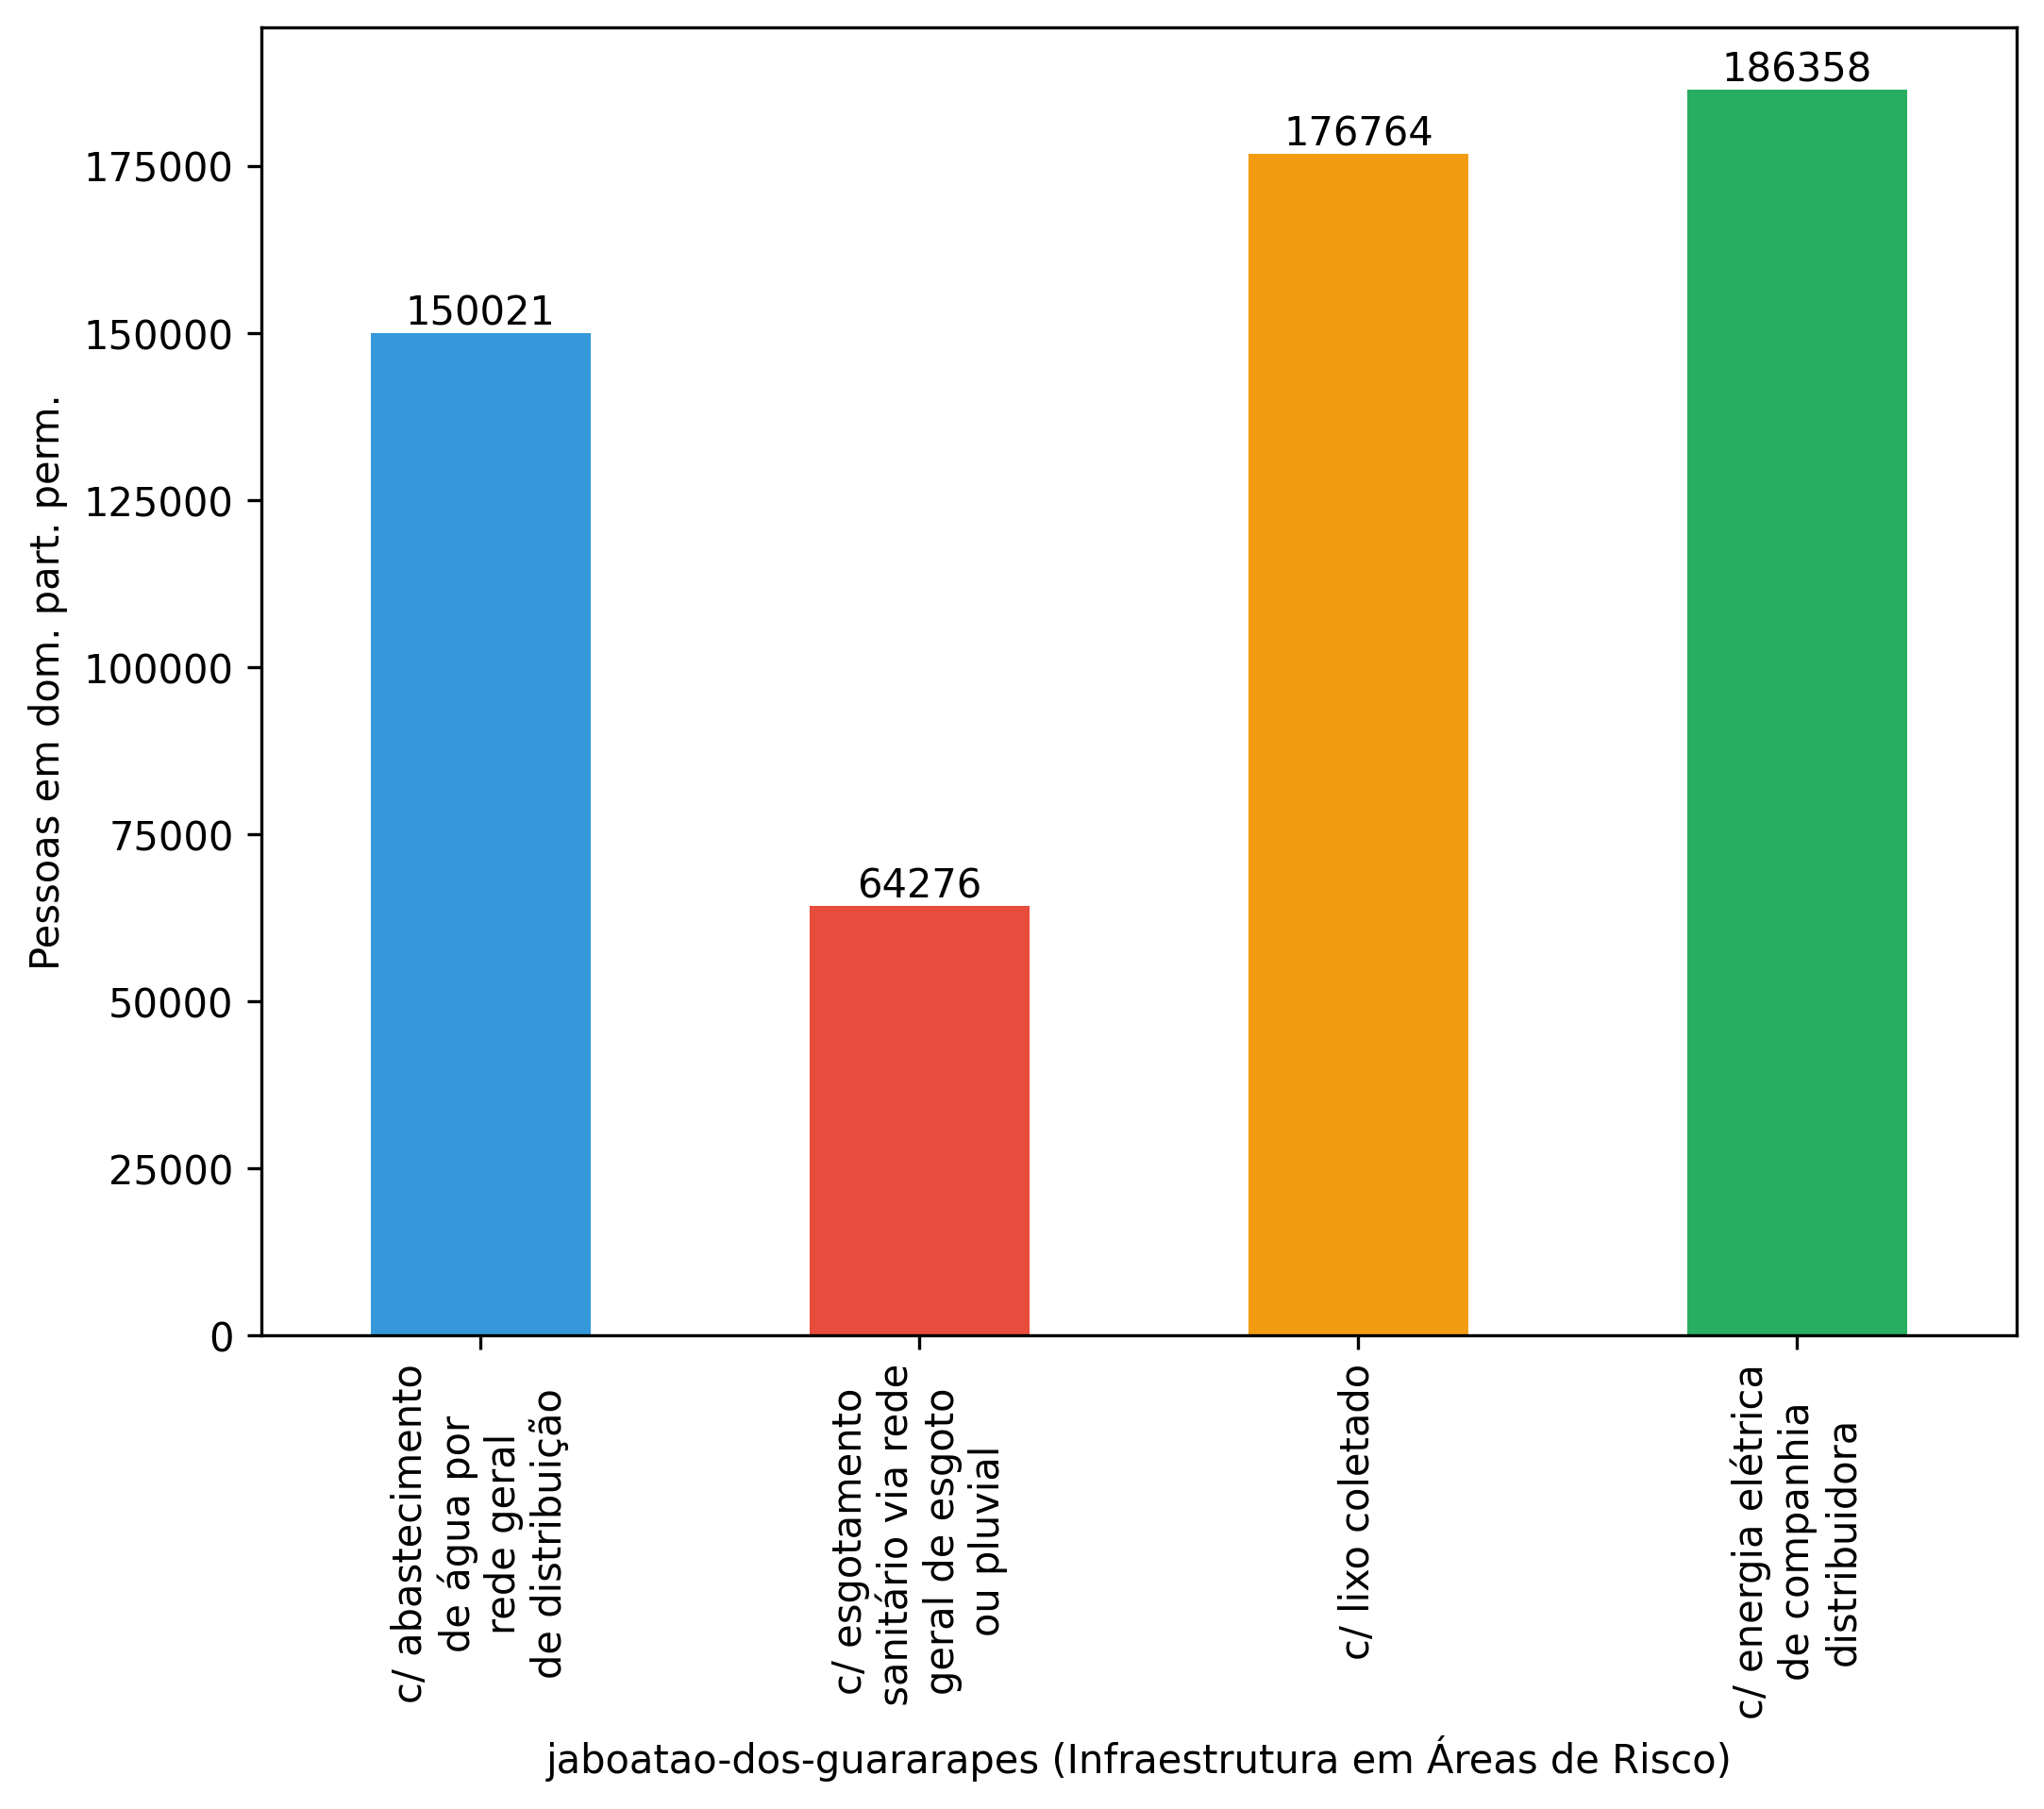 186358
176764
150021
64276
175000
150000
125000
100000
75000
50000
25000
0
Pessoas em dom. part. perm.
c/ abastecimento
de água por
rede geral
de distribuição
c/ esgotamento
sanitário via rede
geral de esgoto
ou pluvial
c/ lixo coletado
c/ energia elétrica
de companhia
distribuidora
jaboatao-dos-guararapes (Infraestrutura em Áreas de Risco)